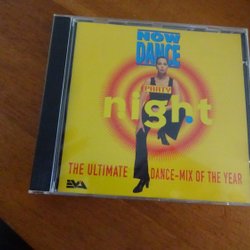 NOW
DANCE
PARTY
night
THE ULTIMATE DANCE-MIX OF THE YEAR
EVA